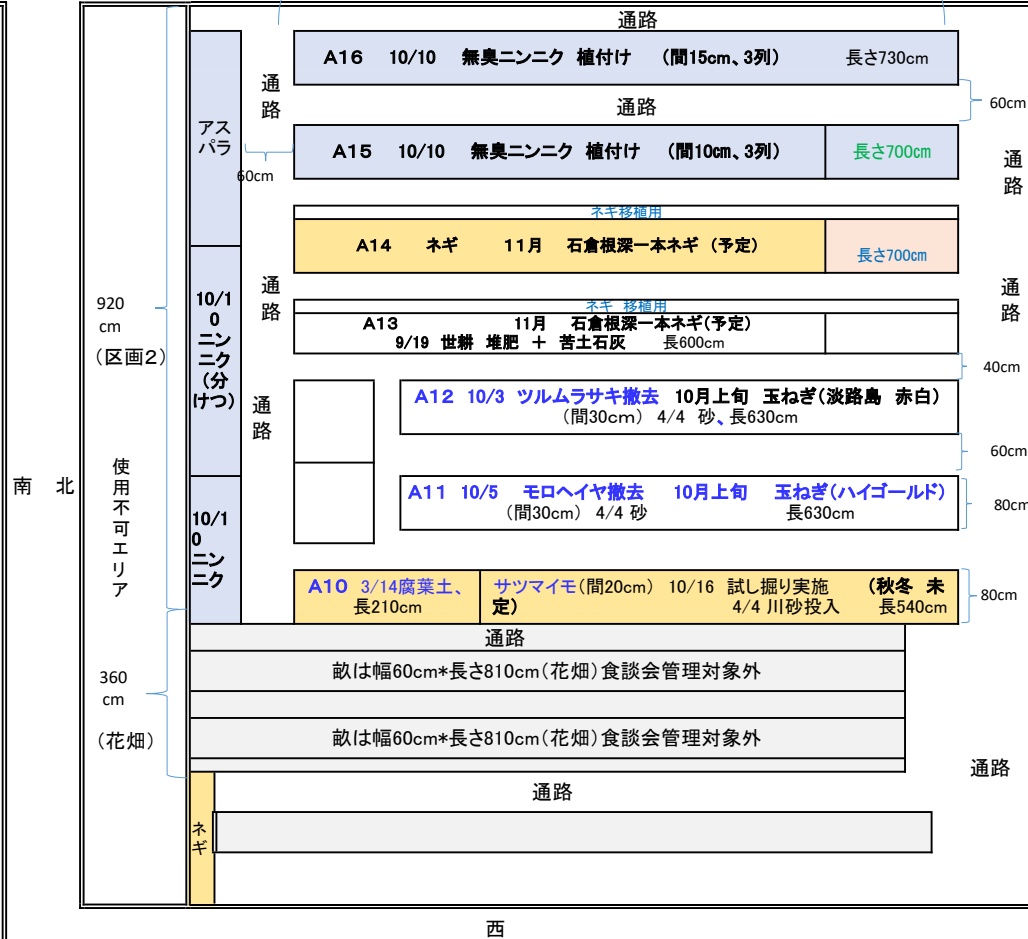 通路
A16 10/10 無臭ニンニク 植付け (間15cm、3列) 長さ730cm
通
路
60cm
通路
アス
パラ
A15 10/10 無臭ニンニク 植付け (間10cm、3列) 長さ700cm
60cm
通
路
ネギ移植用
A14 ネギ 11月 石倉根深一本ネギ (予定)
長さ700cm
通
路
通
路
920
cm
(区画2)
10/1
0
ニン
ニク
(分
けつ)
ネギ 移植用
A13 11月 石倉根深一本ネギ(予定)
9/19 世耕 堆肥 + 苦土石灰 長600cm
40cm
通
路
A12 10/3 ツルムラサキ撤去 10月上旬 玉ねぎ(淡路島 赤白)
(間30cm) 4/4 砂、長630cm
60cm
南 北
使用不可エリア
A11 10/5 モロヘイヤ撤去 10月上旬 玉ねぎ(ハイゴールド)
(間30cm) 4/4 砂 長630cm
80cm
10/1
0
ニン
ニク
A10 3/14腐葉土、
長210cm
サツマイモ(間20cm) 10/16 試し掘り実施 (秋冬 未
定) 4/4 川砂投入 長540cm
80cm
通路
畝は幅60cm*長さ810cm(花畑)食談会管理対象外
360
cm
(花畑)
畝は幅60cm*長さ810cm(花畑)食談会管理対象外
通路
通路
ネ
ギ
西